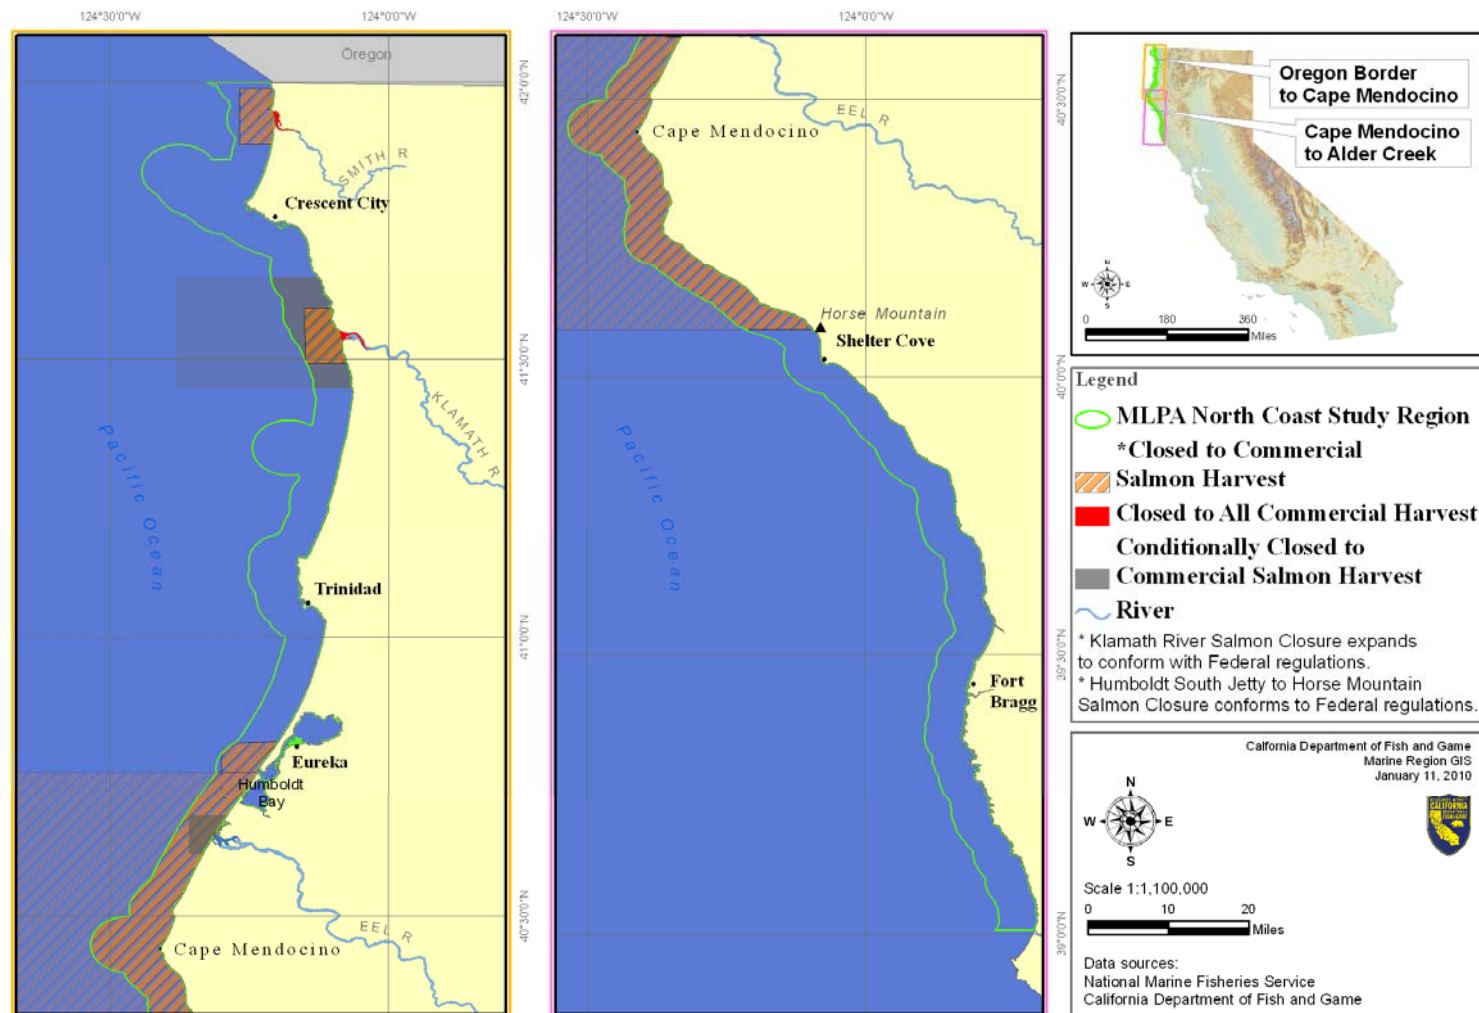 124°30'0"W
124°0'0"W
Oregon
42°0'0"N
SMITH R
Crescent City
41°30'0"N
KLAMATH R
Pacific Ocean
Trinidad
41°0'0"N
Eureka
Humboldt
Bay
40°30'0"N
EEL R
Cape Mendocino
124°30'0"W
124°0'0"W
40°30'0"N
EEL R
Cape Mendocino
Horse Mountain
Shelter Cove
40°0'0"N
Pacific Ocean
39°30'0"N
Fort
Bragg
39°0'0"N
Oregon Border
to Cape Mendocino
Cape Mendocino
to Alder Creek
N
W E
S
0 180 360
Miles
Legend
MLPA North Coast Study Region
*Closed to Commercial
Salmon Harvest
Closed to All Commercial Harvest
Conditionally Closed to
Commercial Salmon Harvest
River
* Klamath River Salmon Closure expands
to conform with Federal regulations.
* Humboldt South Jetty to Horse Mountain
Salmon Closure conforms to Federal regulations.
Calfornia Department of Fish and Game
Marine Region GIS
January 11, 2010
N
W E
S
CALIFORNIA
Scale 1:1,100,000
0 10 20
Miles
Data sources:
National Marine Fisheries Service
California Department of Fish and Game